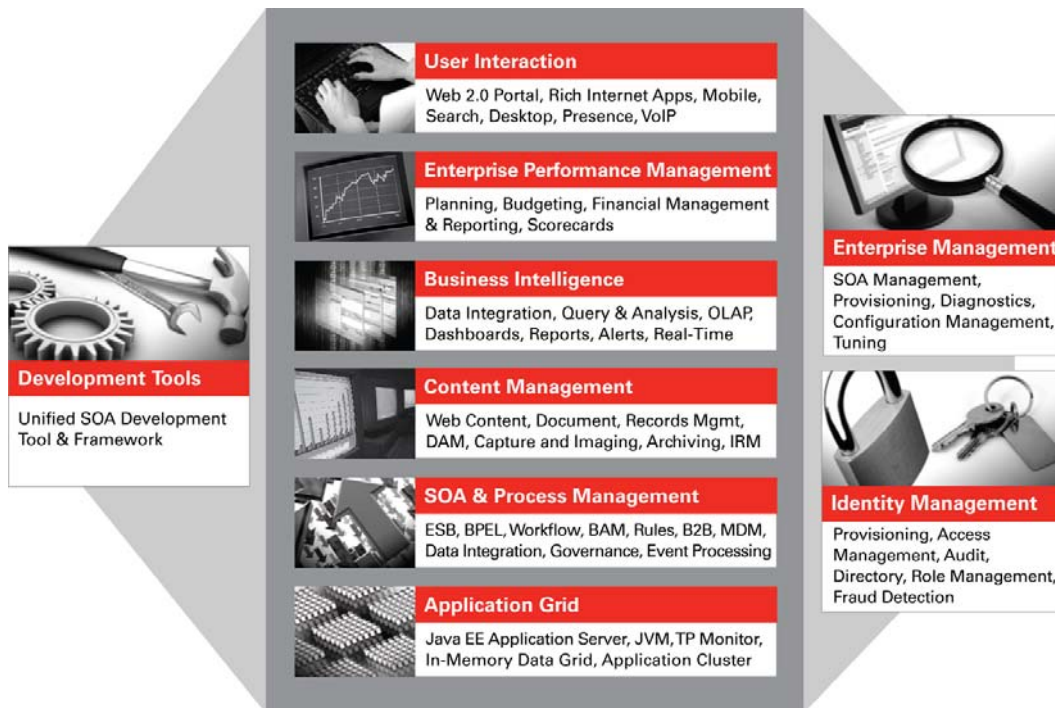 User Interaction
Web 2.0 Portal, Rich Internet Apps, Mobile,
Search, Desktop, Presence, VoIP
Enterprise Performance Management
Planning, Budgeting, Financial Management
& Reporting, Scorecards
Business Intelligence
Data Integration, Query & Analysis, OLAP,
Dashboards, Reports, Alerts, Real-Time
Content Management
Web Content, Document, Records Mgmt,
DAM, Capture and Imaging, Archiving, IRM
SOA & Process Management
ESB, BPEL, Workflow, BAM, Rules, B2B, MDM,
Data Integration, Governance, Event Processing
Application Grid
Java EE Application Server, JVM, TP Monitor,
In-Memory Data Grid, Application Cluster
Development Tools
Unified SOA Development
Tool & Framework
Enterprise Management
SOA Management,
Provisioning, Diagnostics,
Configuration Management,
Tuning
Identity Management
Provisioning, Access
Management, Audit,
Directory, Role Management,
Fraud Detection